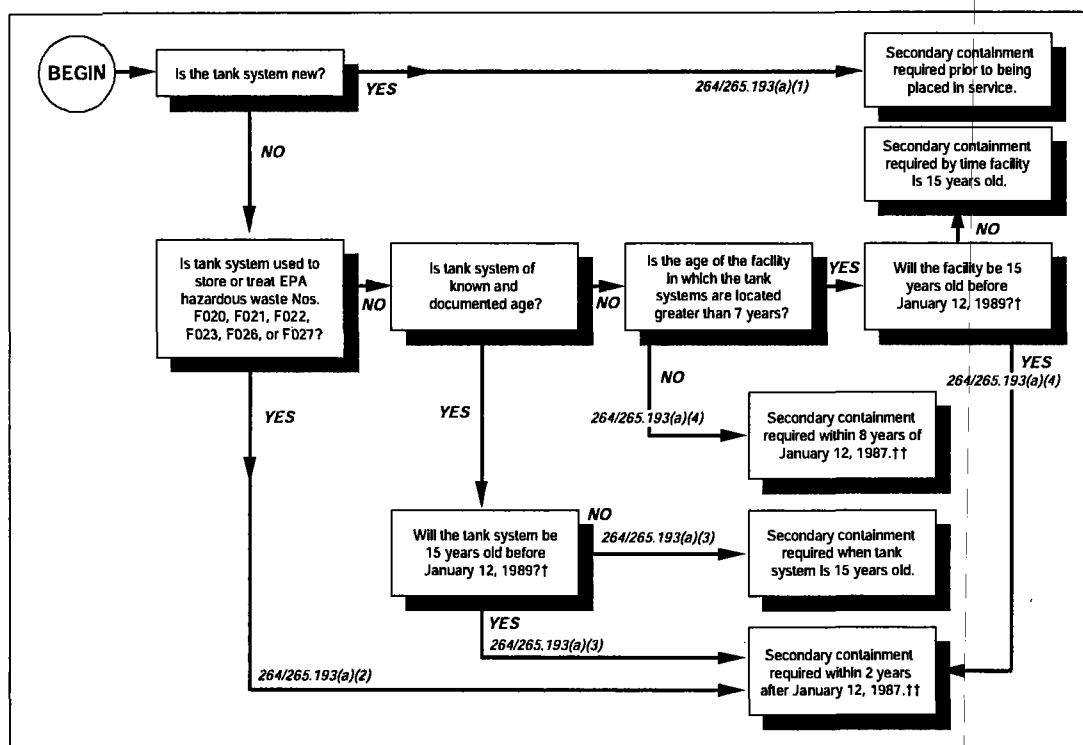 BEGIN
Is the tank system new?
YES
264/265.193(a)(1)
Secondary containment
required prior to being
placed in service.
NO
Secondary containment
required by time facility
Is 15 years old.
NO
Is tank system used to
store or treat EPA
hazardous waste Nos.
F020, F021, F022,
F023, F026, or F027?
NO
Is tank system of
known and
documented age?
NO
Is the age of the facility
in which the tank
systems are located
greater than 7 years?
YES
Will the facility be 15
years old before
January 12, 1989?†
YES
264/265.193(a)(4)
NO
264/265.193(a)(4)
Secondary containment
required within 8 years of
January 12, 1987.††
YES
YES
Will the tank system be
15 years old before
January 12, 1989?†
NO
264/265.193(a)(3)
Secondary containment
required when tank
system Is 15 years old.
YES
264/265.193(a)(3)
264/265.193(a)(2)
Secondary containment
required within 2 years
after January 12, 1987.††